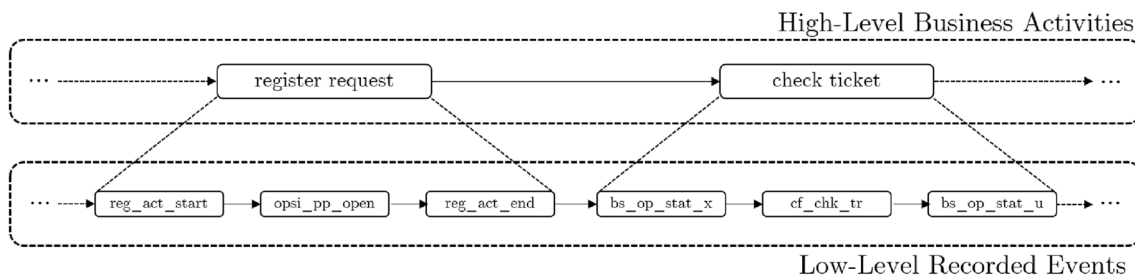 High-Level Business Activities
... register request check ticket ...
... reg_act_start opsi_pp_open reg_act_end bs_op_stat_x cf_chk_tr bs_op_stat_u ...
Low-Level Recorded Events